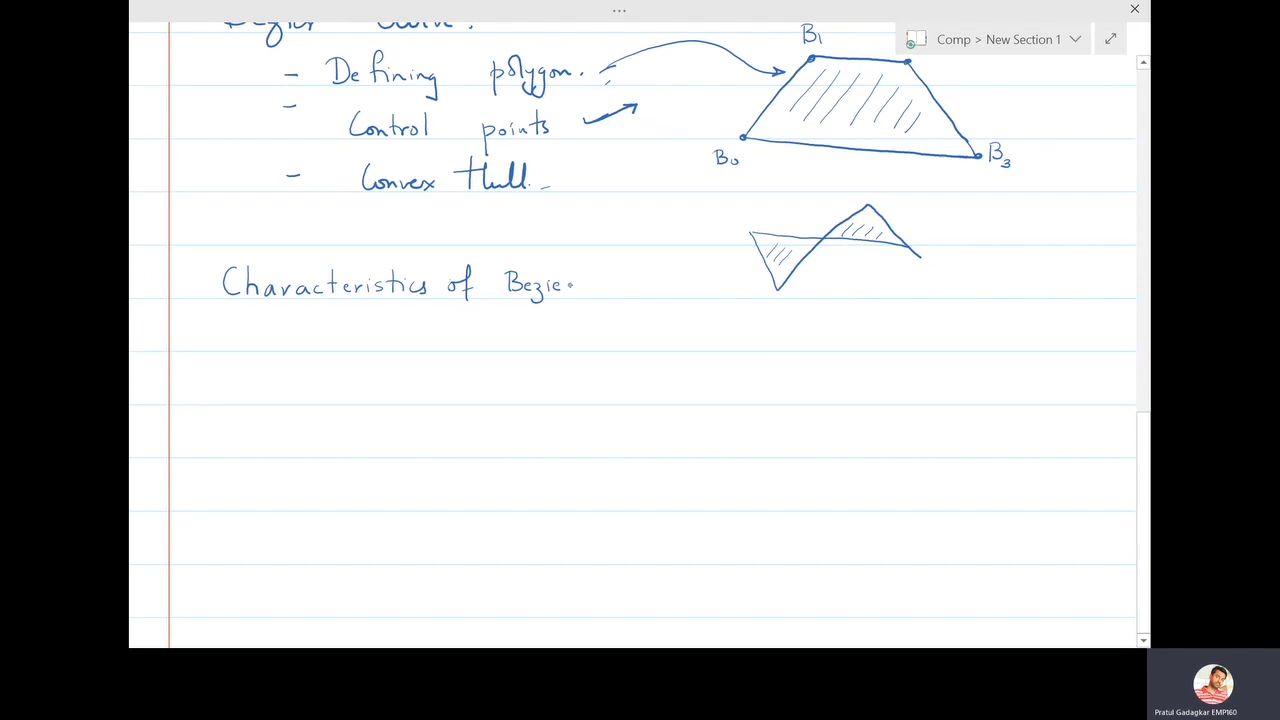 B1
Comp > New Section 1
- Defining polygon.
- Control points
B0
B3
- Convex Hull.
Characteristics of Bezie
Pratul Gadagkar EMP160